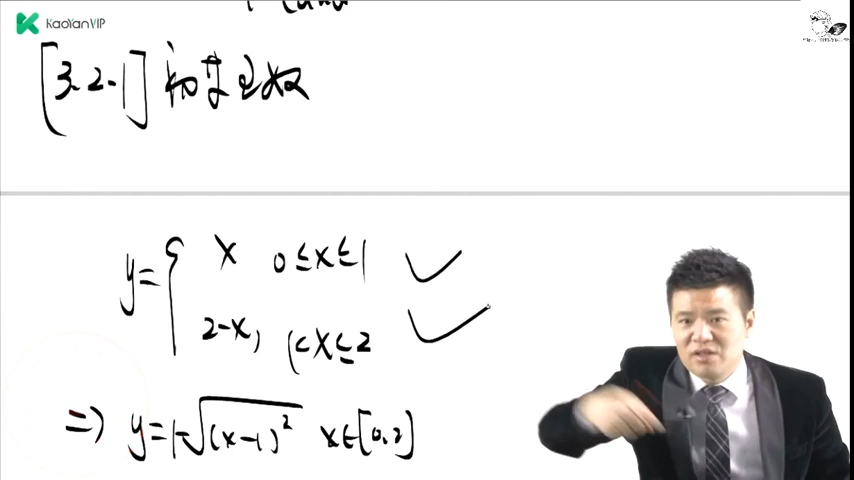 KaoYanVIP
[3.2.1] 初等函数
y={ x 0≤x≤1
2-x, 1<x≤2
=> y=1-√(x-1)² x∈[0.2]